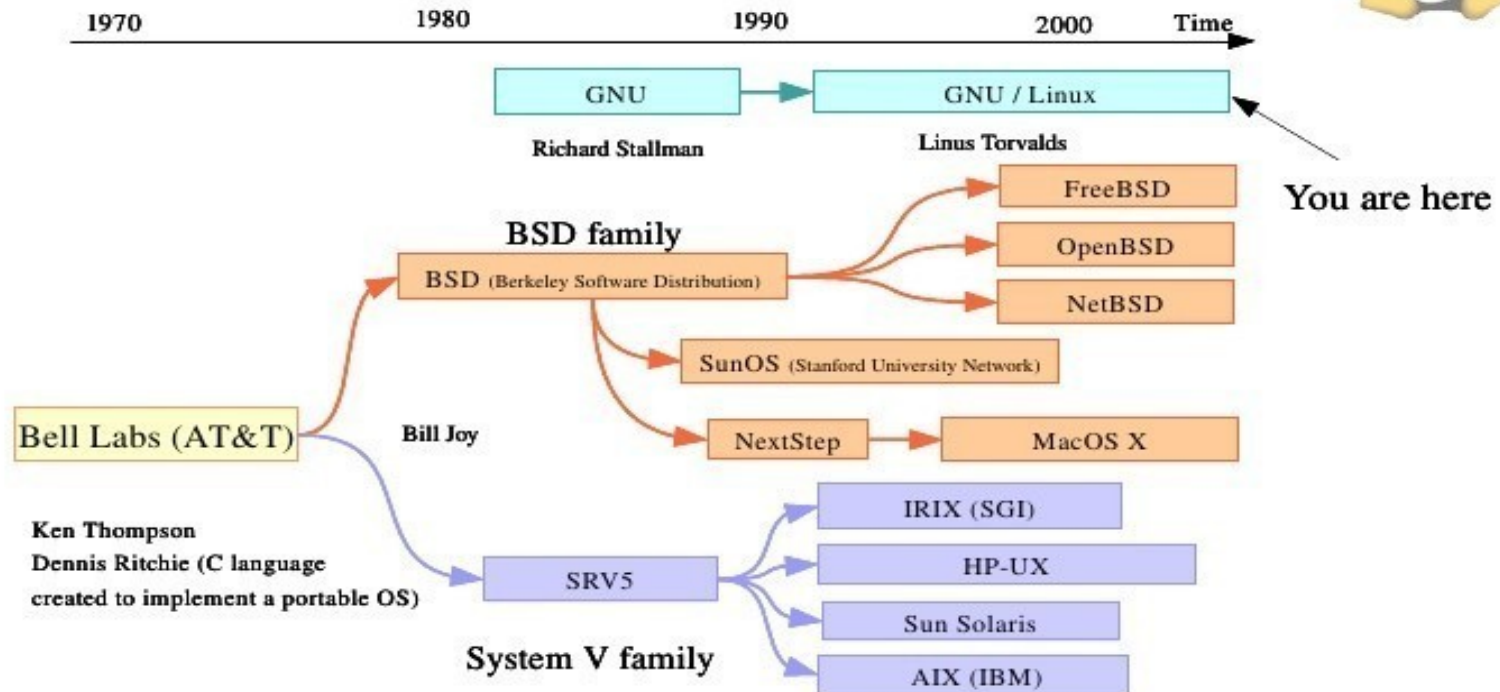 1970 1980 1990 2000 Time
GNU
GNU / Linux
Richard Stallman
Linus Torvalds
You are here
FreeBSD
BSD family
BSD (Berkeley Software Distribution)
OpenBSD
NetBSD
SunOS (Stanford University Network)
Bell Labs (AT&T)
Bill Joy
NextStep
MacOS X
Ken Thompson
Dennis Ritchie (C language
created to implement a portable OS)
IRIX (SGI)
SRV5
HP-UX
Sun Solaris
System V family
AIX (IBM)